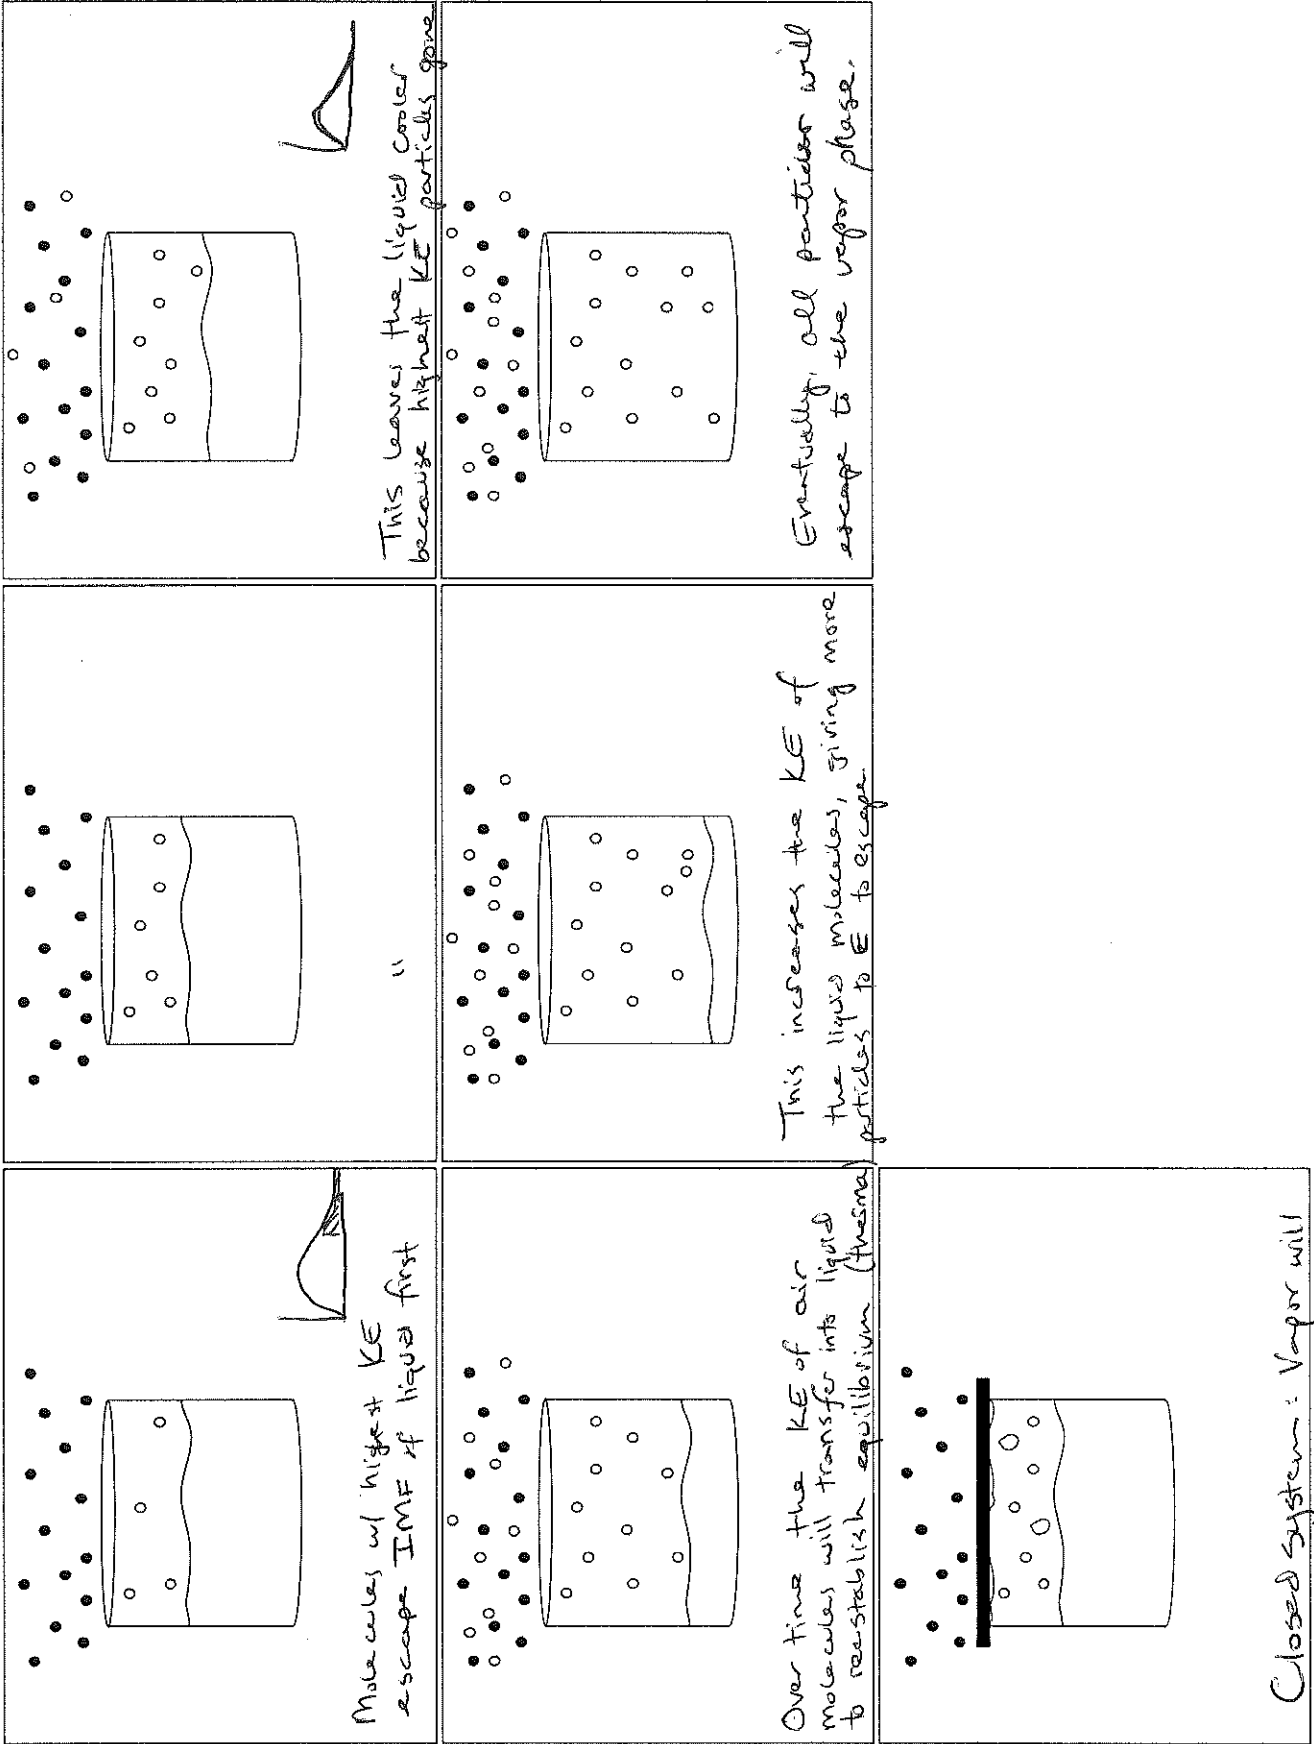 Molecules w/ highest KE
escape IMF of liquid first
"
This leaves the liquid cooler
because highest KE particles gone
Over time the KE of air
molecules will transfer into liquid
to reestablish equilibrium (thermal)
This increases the KE of
the liquid molecules, giving more
particles to E to escape.
Eventually, all particles will
escape to the vapor phase.
Closed system: Vapor will